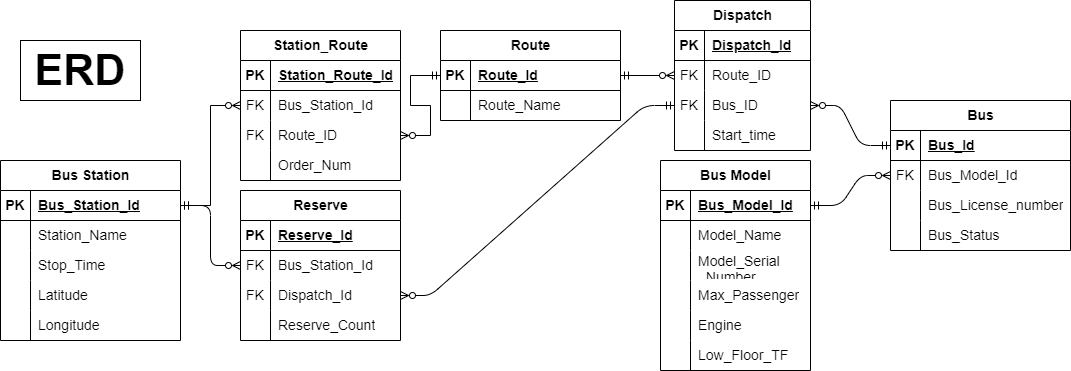 ERD
Station_Route
PK Station_Route_Id
FK Bus_Station_Id
FK Route_ID
Order_Num
Route
PK Route_Id
Route_Name
Dispatch
PK Dispatch_Id
FK Route_ID
FK Bus_ID
Start_time
Bus
PK Bus_Id
FK Bus_Model_Id
Bus_License_number
Bus_Status
Bus Station
PK Bus_Station_Id
Station_Name
Stop_Time
Latitude
Longitude
Reserve
PK Reserve_Id
FK Bus_Station_Id
FK Dispatch_Id
Reserve_Count
Bus Model
PK Bus_Model_Id
Model_Name
Model_Serial
_Number
Max_Passenger
Engine
Low_Floor_TF